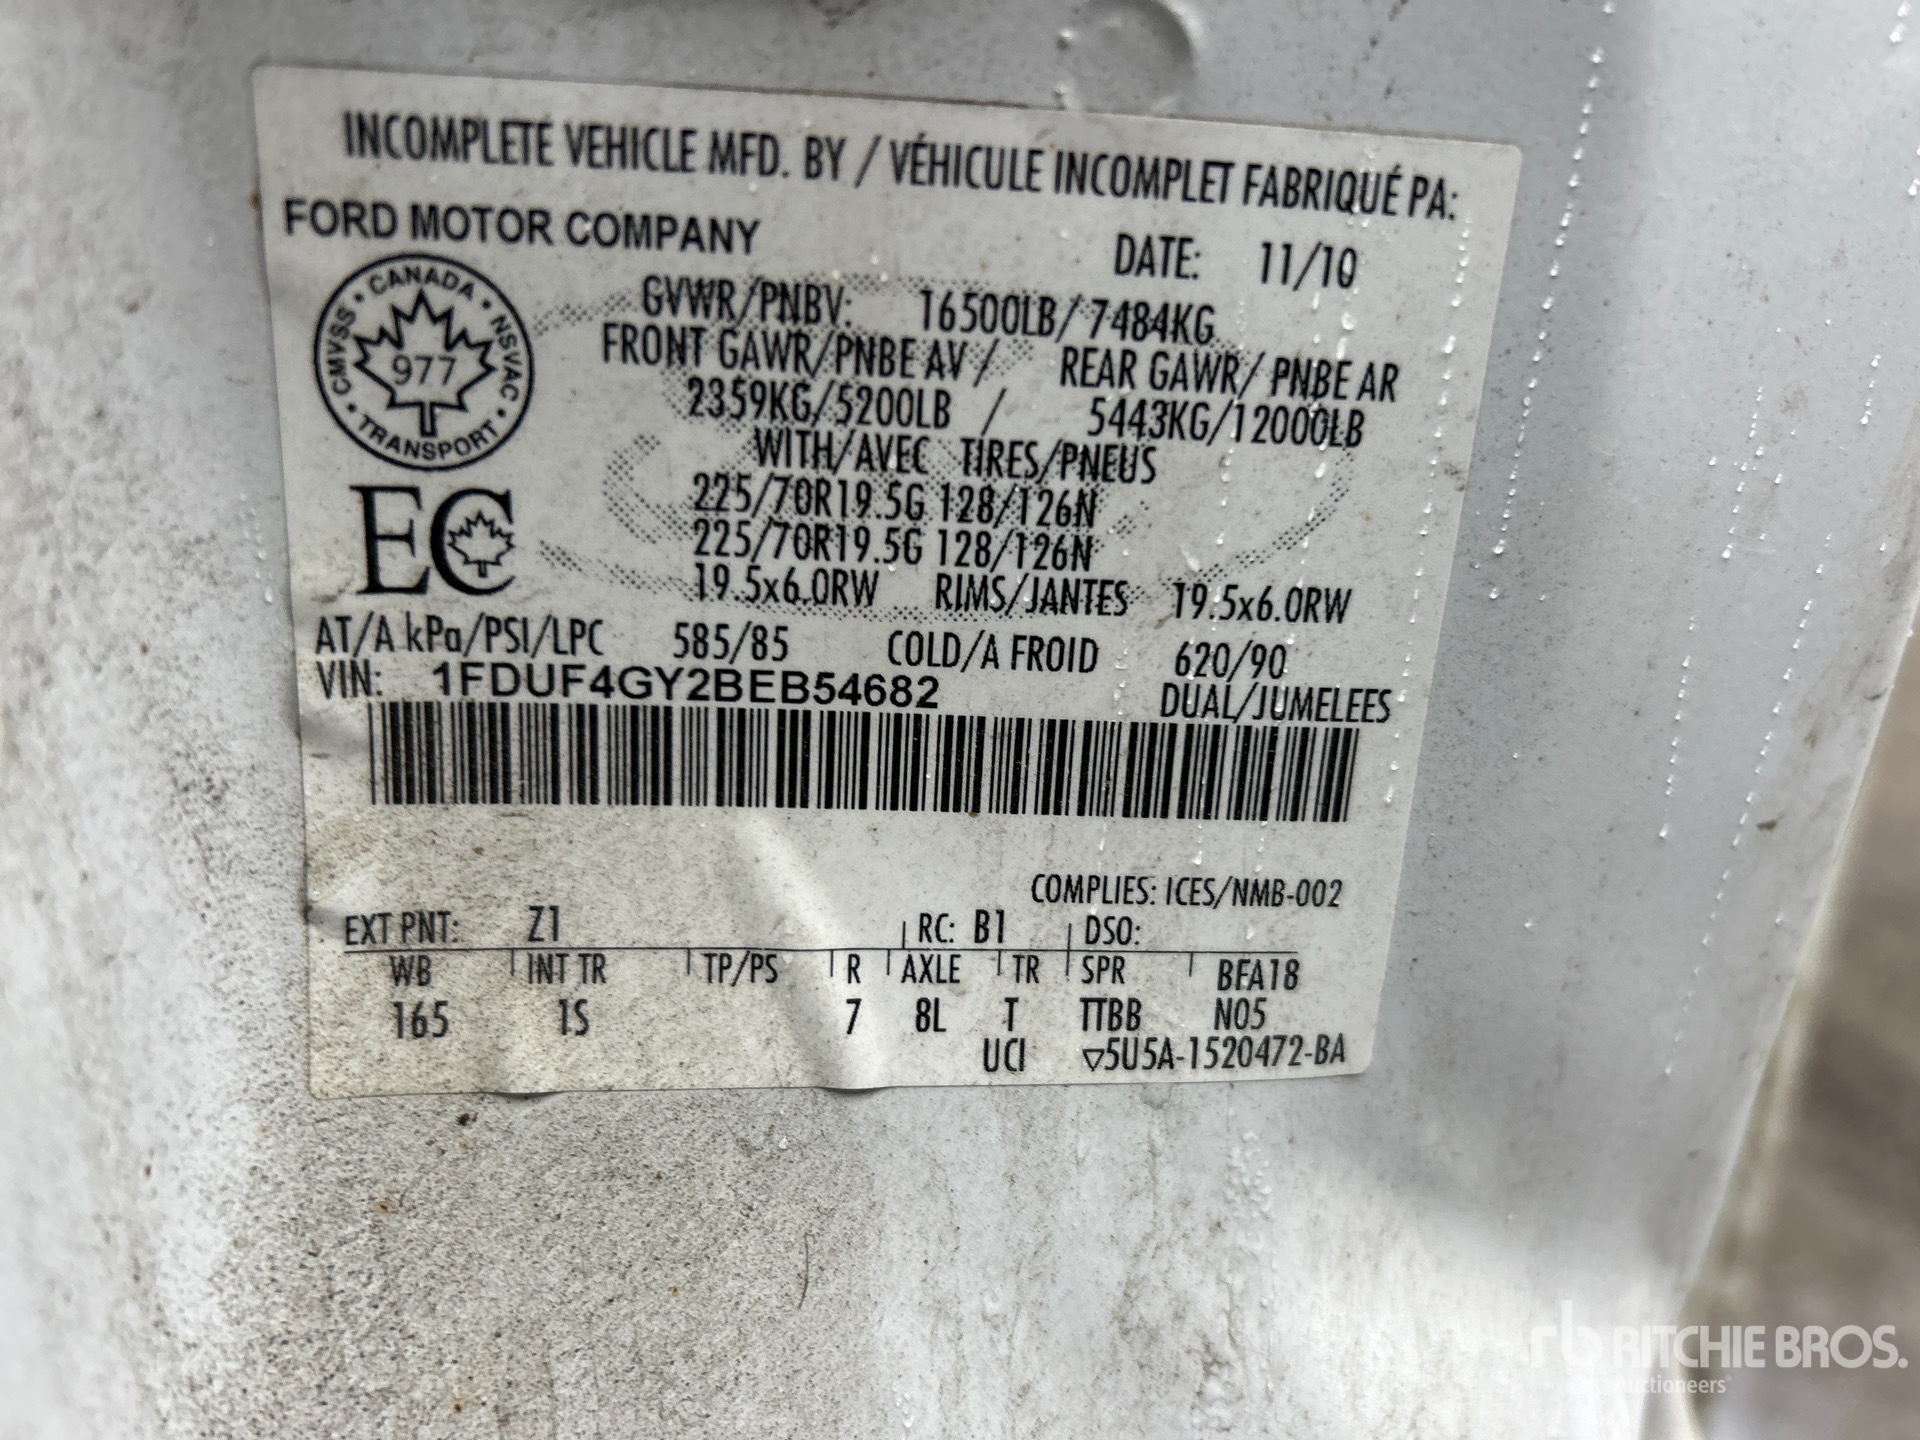 INCOMPLETE VEHICLE MFD. BY / VÉHICULE INCOMPLET FABRIQUÉ PA:
FORD MOTOR COMPANY
DATE: 11/10
CANADA • NSVAC • TRANSPORT • CMVSS •
977
GVWR/PNBV: 16500LB/ 7484KG
FRONT GAWR/PNBE AV / REAR GAWR/ PNBE AR
2359KG/5200LB / 5443KG/12000LB
WITH/AVEC TIRES/PNEUS
225/70R19.5G 128/126N
225/70R19.5G 128/126N
EC
19.5x6.0RW RIMS/JANTES 19.5x6.0RW
AT/A kPa/PSI/LPC 585/85 COLD/A FROID 620/90
VIN: 1FDUF4GY2BEB54682 DUAL/JUMELEES
COMPLIES: ICES/NMB-002
EXT PNT: Z1 RC: B1 DSO:
WB INT TR TP/PS R AXLE TR SPR BFA18
165 1S 7 8L T TTBB N05
UCI ▽5U5A-1520472-BA
rb RITCHIE BROS.
Auctioneers